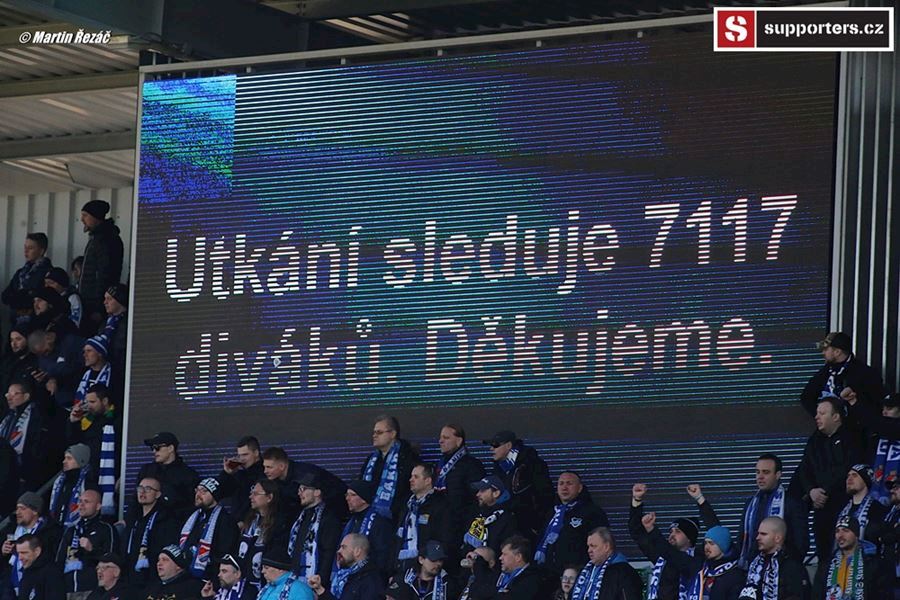 © Martin Řezáč
S supporters.cz
Utkání sleduje 7117
diváků. Děkujeme.